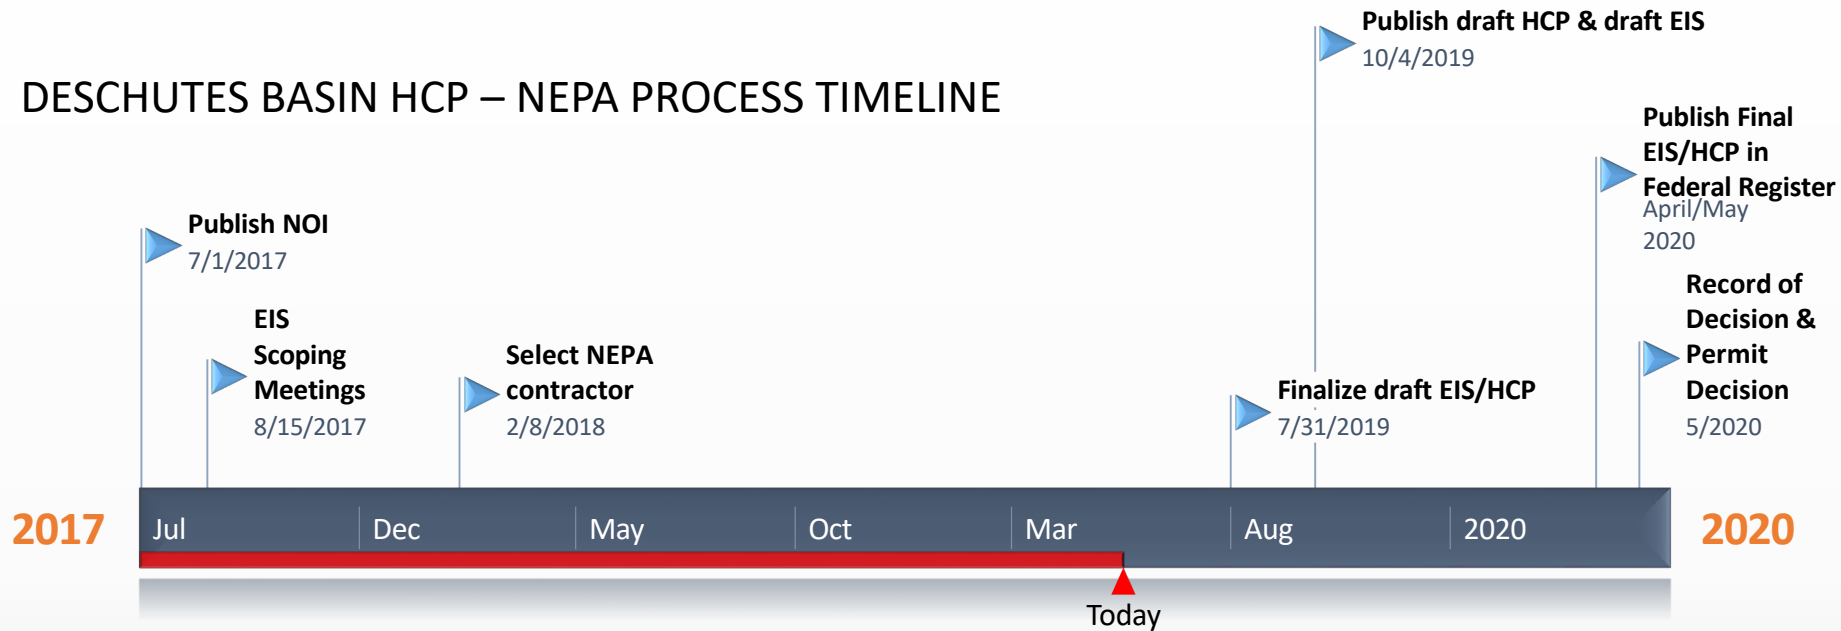 DESCHUTES BASIN HCP – NEPA PROCESS TIMELINE
Publish NOI
7/1/2017
EIS
Scoping
Meetings
8/15/2017
Select NEPA
contractor
2/8/2018
Finalize draft EIS/HCP
7/31/2019
Publish draft HCP & draft EIS
10/4/2019
Publish Final
EIS/HCP in
Federal Register
April/May
2020
Record of
Decision &
Permit
Decision
5/2020
2017
Jul
Dec
May
Oct
Mar
Aug
2020
2020
Today